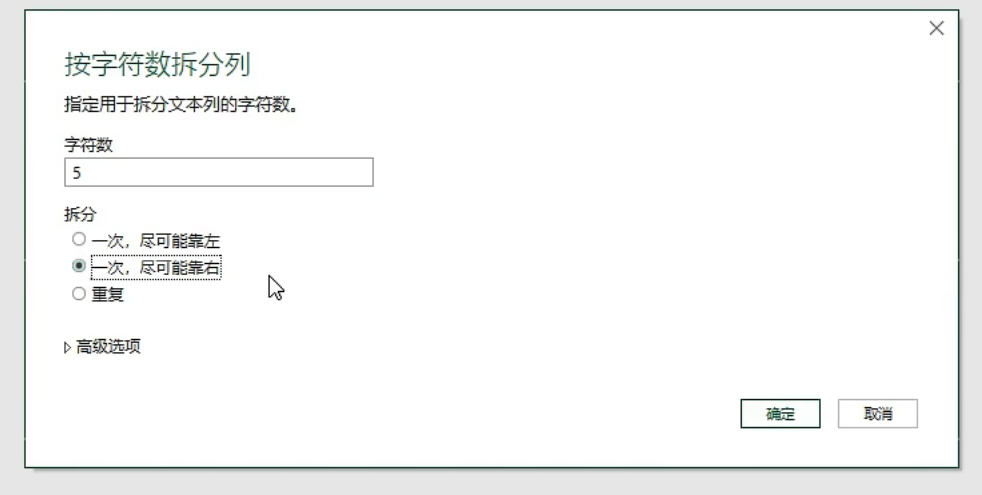 按字符数拆分列
指定用于拆分文本列的字符数。
字符数
5
拆分
一次，尽可能靠左
一次，尽可能靠右
重复
高级选项
确定
取消